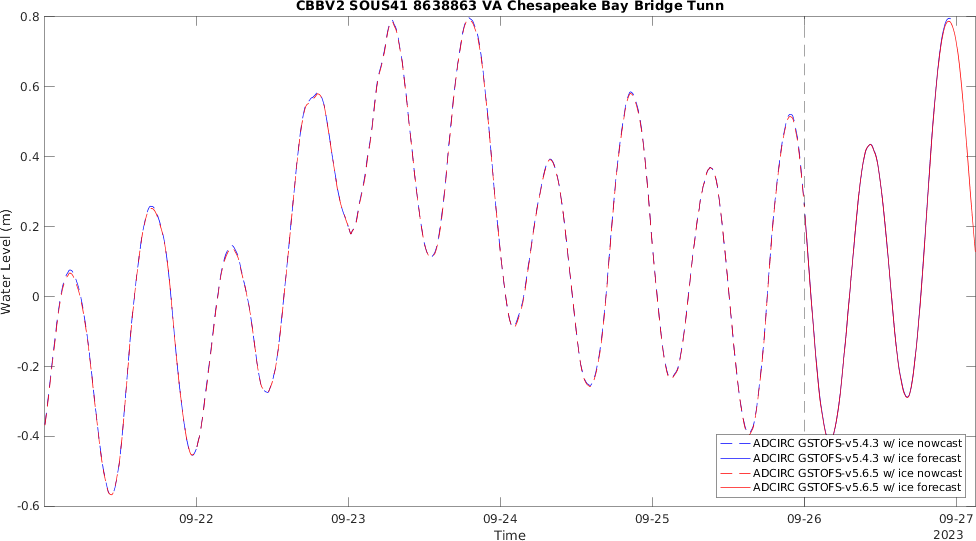 CBBV2 SOUS41 8638863 VA Chesapeake Bay Bridge Tunn
0.8
0.6
0.4
0.2
0
-0.2
-0.4
-0.6
Water Level (m)
ADCIRC GSTOFS-v5.4.3 w/ ice nowcast
ADCIRC GSTOFS-v5.4.3 w/ ice forecast
ADCIRC GSTOFS-v5.6.5 w/ ice nowcast
ADCIRC GSTOFS-v5.6.5 w/ ice forecast
09-22 09-23 09-24 09-25 09-26 09-27
Time
2023